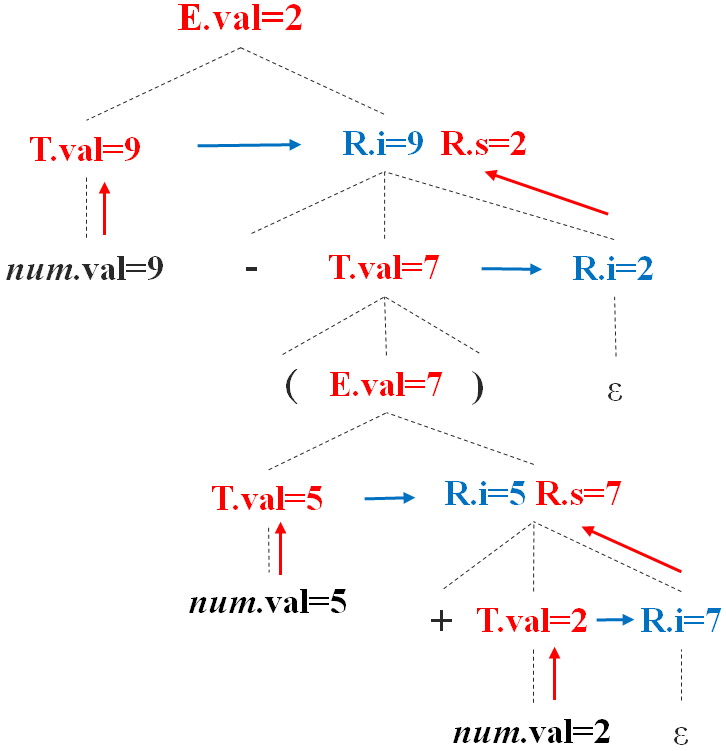 E.val=2
T.val=9 R.i=9 R.s=2
num.val=9 - T.val=7 R.i=2
( E.val=7 ) ε
T.val=5 R.i=5 R.s=7
num.val=5 + T.val=2 R.i=7
num.val=2 ε